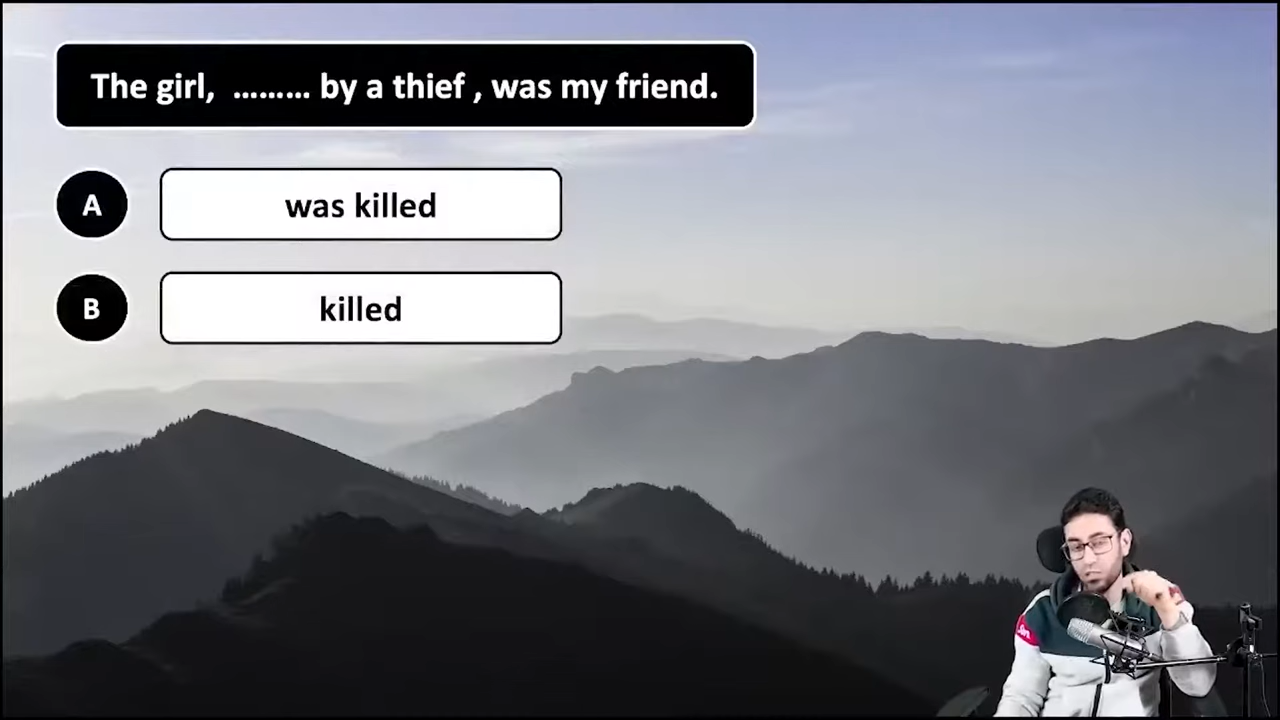 The girl, ......... by a thief , was my friend.
A
was killed
B
killed